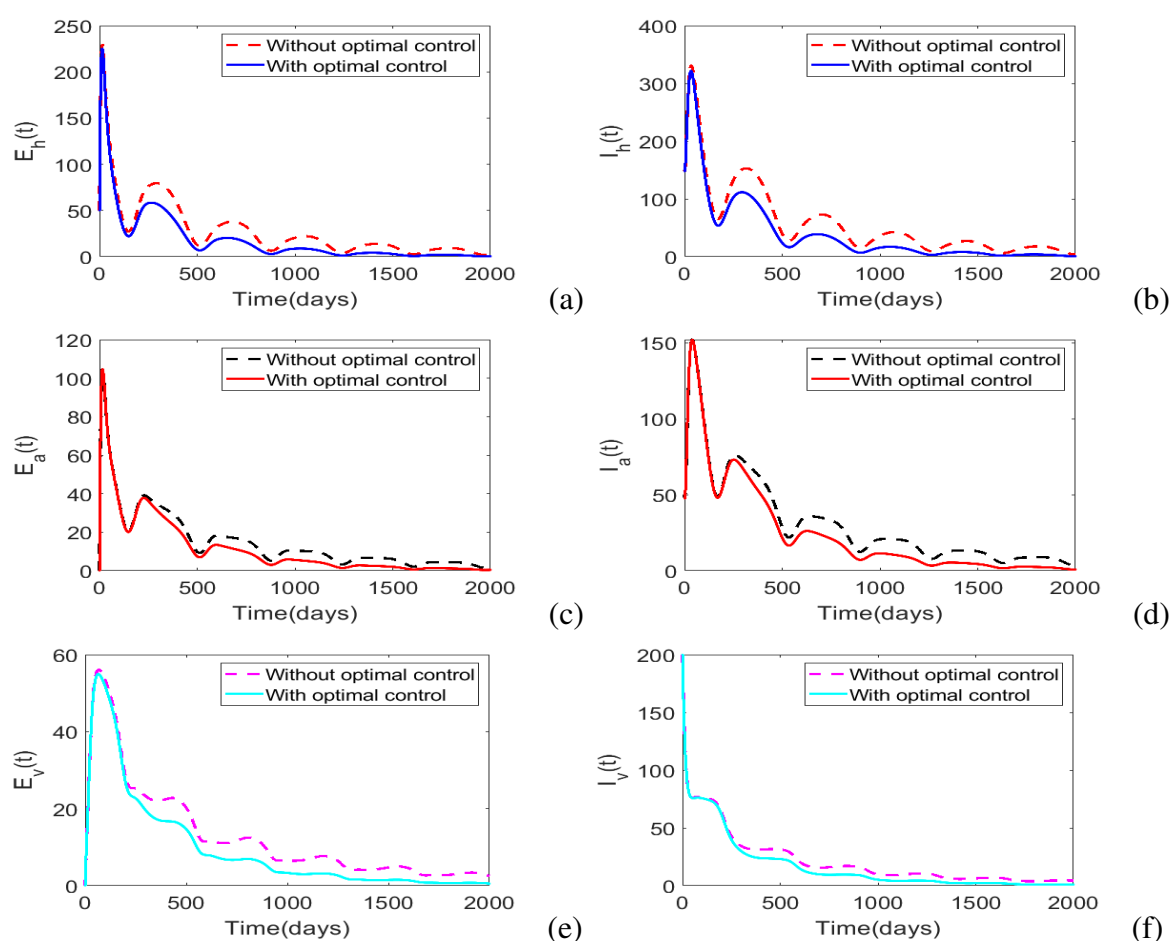 250
200
150
100
50
0
E_h(t)
Without optimal control
With optimal control
0 500 1000 1500 2000
Time(days)
(a)
400
300
200
100
0
I_h(t)
Without optimal control
With optimal control
0 500 1000 1500 2000
Time(days)
(b)
120
100
80
60
40
20
0
E_a(t)
Without optimal control
With optimal control
0 500 1000 1500 2000
Time(days)
(c)
150
100
50
0
I_a(t)
Without optimal control
With optimal control
0 500 1000 1500 2000
Time(days)
(d)
60
40
20
0
E_v(t)
Without optimal control
With optimal control
0 500 1000 1500 2000
Time(days)
(e)
200
150
100
50
0
I_v(t)
Without optimal control
With optimal control
0 500 1000 1500 2000
Time(days)
(f)